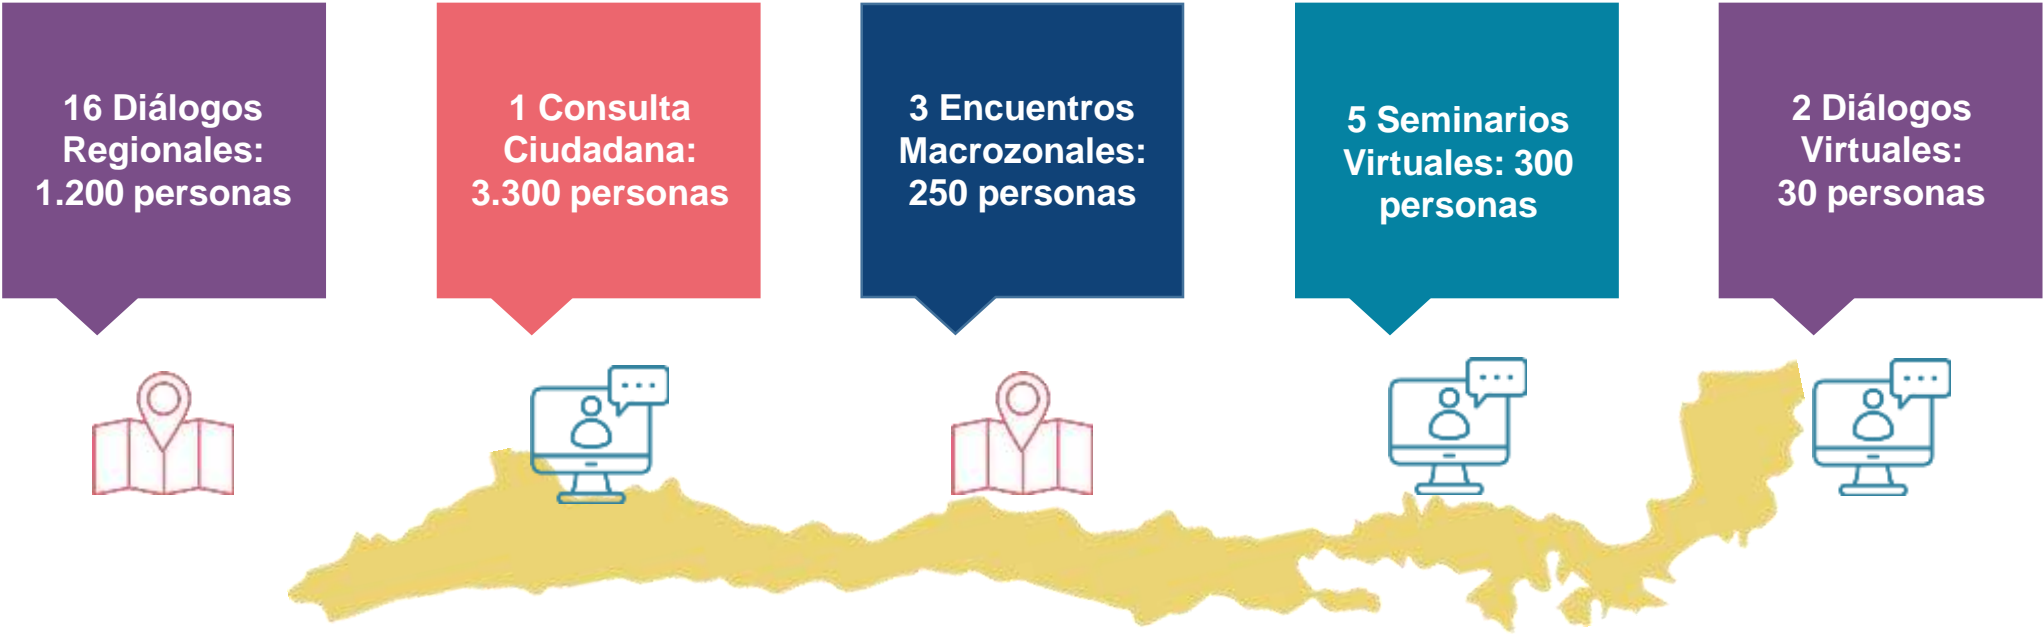 16 Diálogos
Regionales:
1.200 personas
1 Consulta
Ciudadana:
3.300 personas
3 Encuentros
Macrozonales:
250 personas
5 Seminarios
Virtuales: 300
personas
2 Diálogos
Virtuales:
30 personas